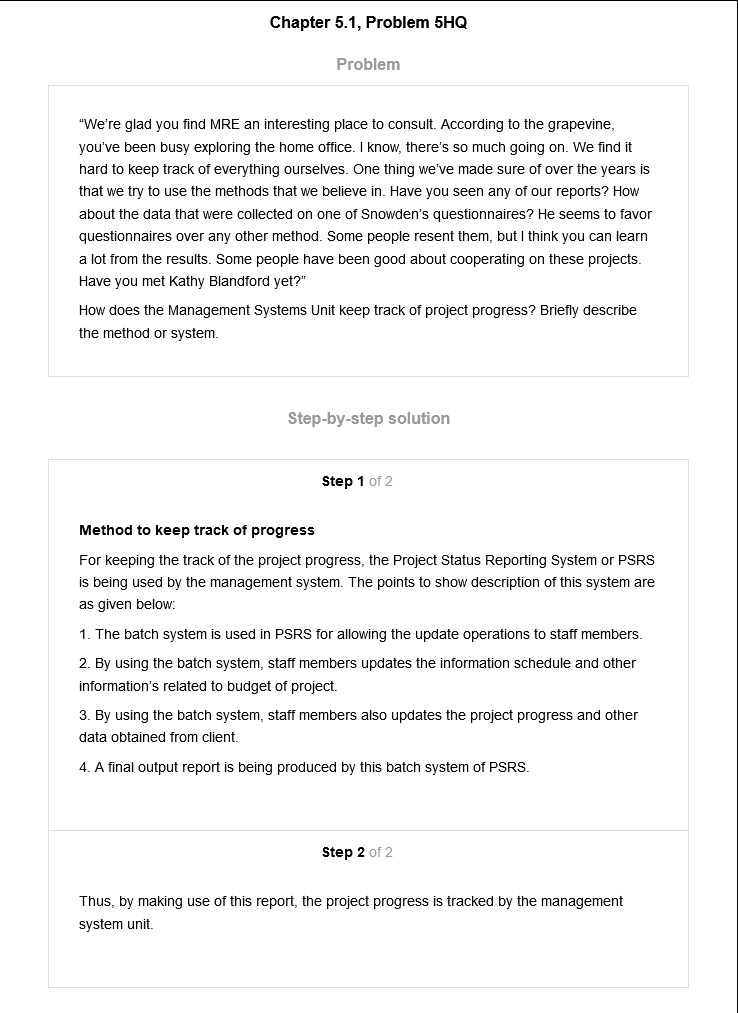 Chapter 5.1, Problem 5HQ
Problem
“We’re glad you find MRE an interesting place to consult. According to the grapevine,
you’ve been busy exploring the home office. I know, there’s so much going on. We find it
hard to keep track of everything ourselves. One thing we’ve made sure of over the years is
that we try to use the methods that we believe in. Have you seen any of our reports? How
about the data that were collected on one of Snowden’s questionnaires? He seems to favor
questionnaires over any other method. Some people resent them, but I think you can learn
a lot from the results. Some people have been good about cooperating on these projects.
Have you met Kathy Blandford yet?”
How does the Management Systems Unit keep track of project progress? Briefly describe
the method or system.
Step-by-step solution
Step 1 of 2
Method to keep track of progress
For keeping the track of the project progress, the Project Status Reporting System or PSRS
is being used by the management system. The points to show description of this system are
as given below:
1. The batch system is used in PSRS for allowing the update operations to staff members.
2. By using the batch system, staff members updates the information schedule and other
information’s related to budget of project.
3. By using the batch system, staff members also updates the project progress and other
data obtained from client.
4. A final output report is being produced by this batch system of PSRS.
Step 2 of 2
Thus, by making use of this report, the project progress is tracked by the management
system unit.